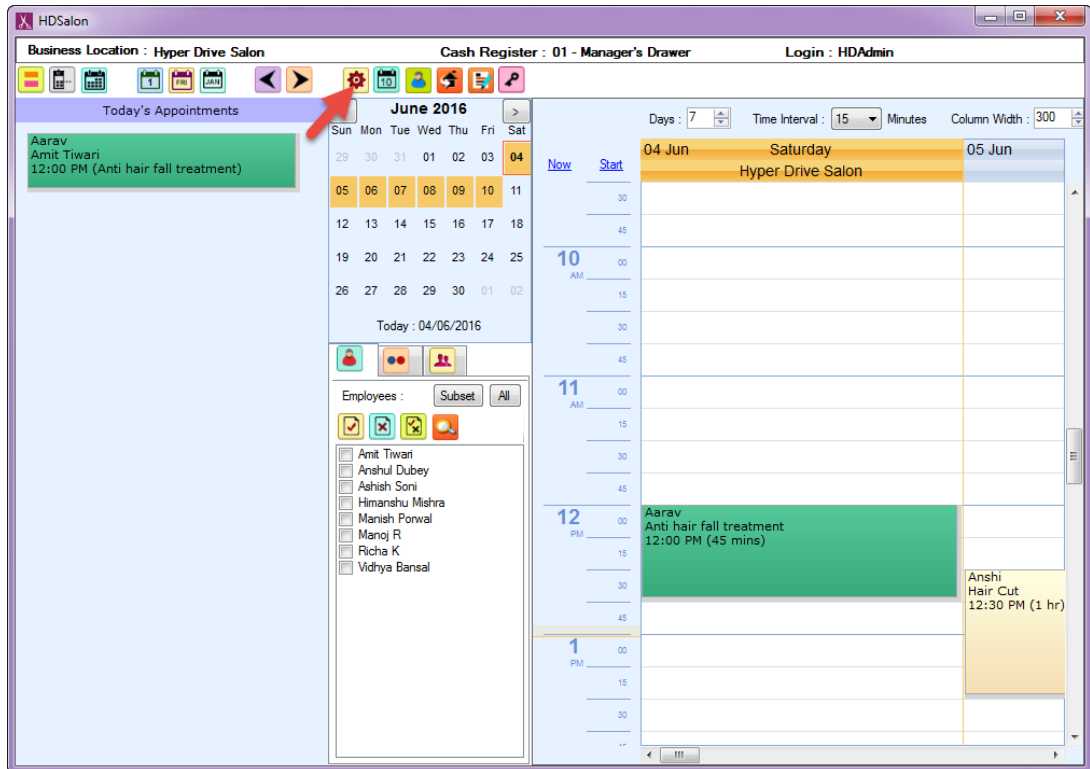 HDSalon
Business Location : Hyper Drive Salon Cash Register : 01 - Manager's Drawer Login : HDAdmin
1 FRI JAN 10
Today's Appointments
Aarav
Amit Tiwari
12:00 PM (Anti hair fall treatment)
June 2016 >
Sun Mon Tue Wed Thu Fri Sat
29 30 31 01 02 03 04
05 06 07 08 09 10 11
12 13 14 15 16 17 18
19 20 21 22 23 24 25
26 27 28 29 30 01 02
Today : 04/06/2016
Employees : Subset All
Amit Tiwari
Anshul Dubey
Ashish Soni
Himanshu Mishra
Manish Porwal
Manoj R
Richa K
Vidhya Bansal
Days : 7 Time Interval : 15 Minutes Column Width : 300
Now Start
04 Jun Saturday 05 Jun
Hyper Drive Salon
30
45
10 AM 00
15
30
45
11 AM 00
15
30
45
12 PM 00
15
30
45
1 PM 00
15
30
Aarav
Anti hair fall treatment
12:00 PM (45 mins)
Anshi
Hair Cut
12:30 PM (1 hr)